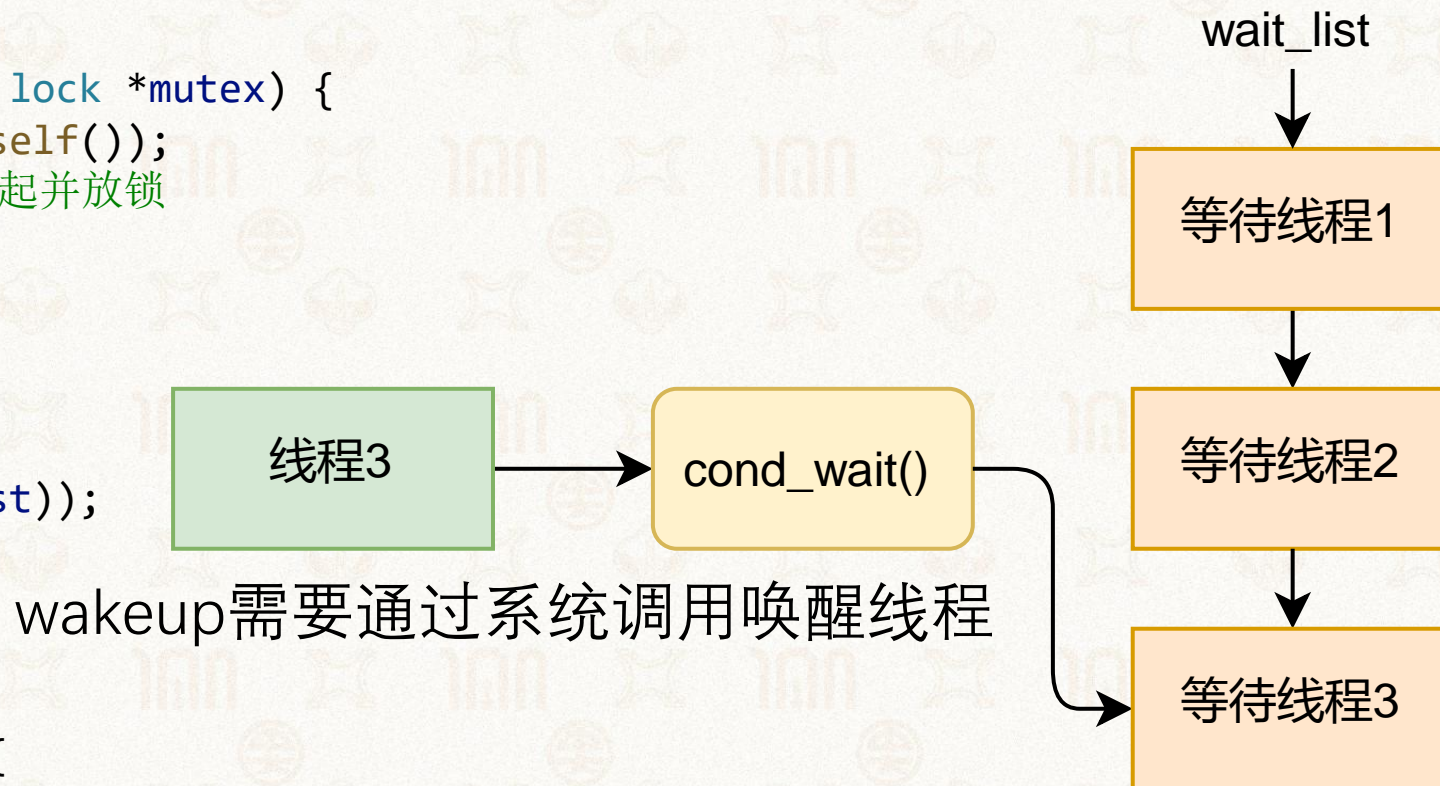 lock *mutex) {
self());
起并放锁
st));
wakeup需要通过系统调用唤醒线程
{
线程3
cond_wait()
wait_list
等待线程1
等待线程2
等待线程3